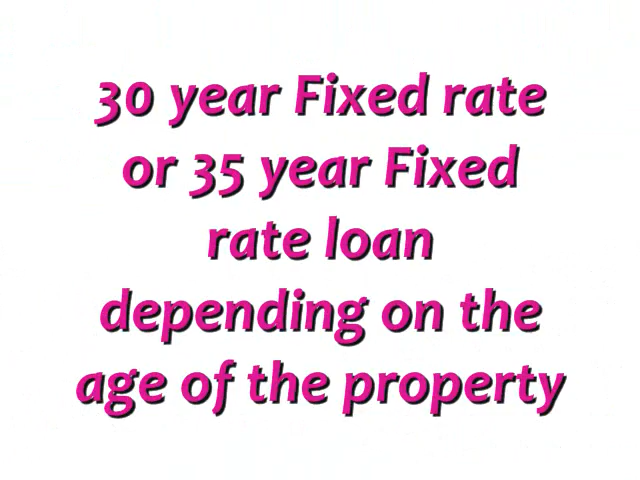 30 year Fixed rate
or 35 year Fixed
rate loan
depending on the
age of the property